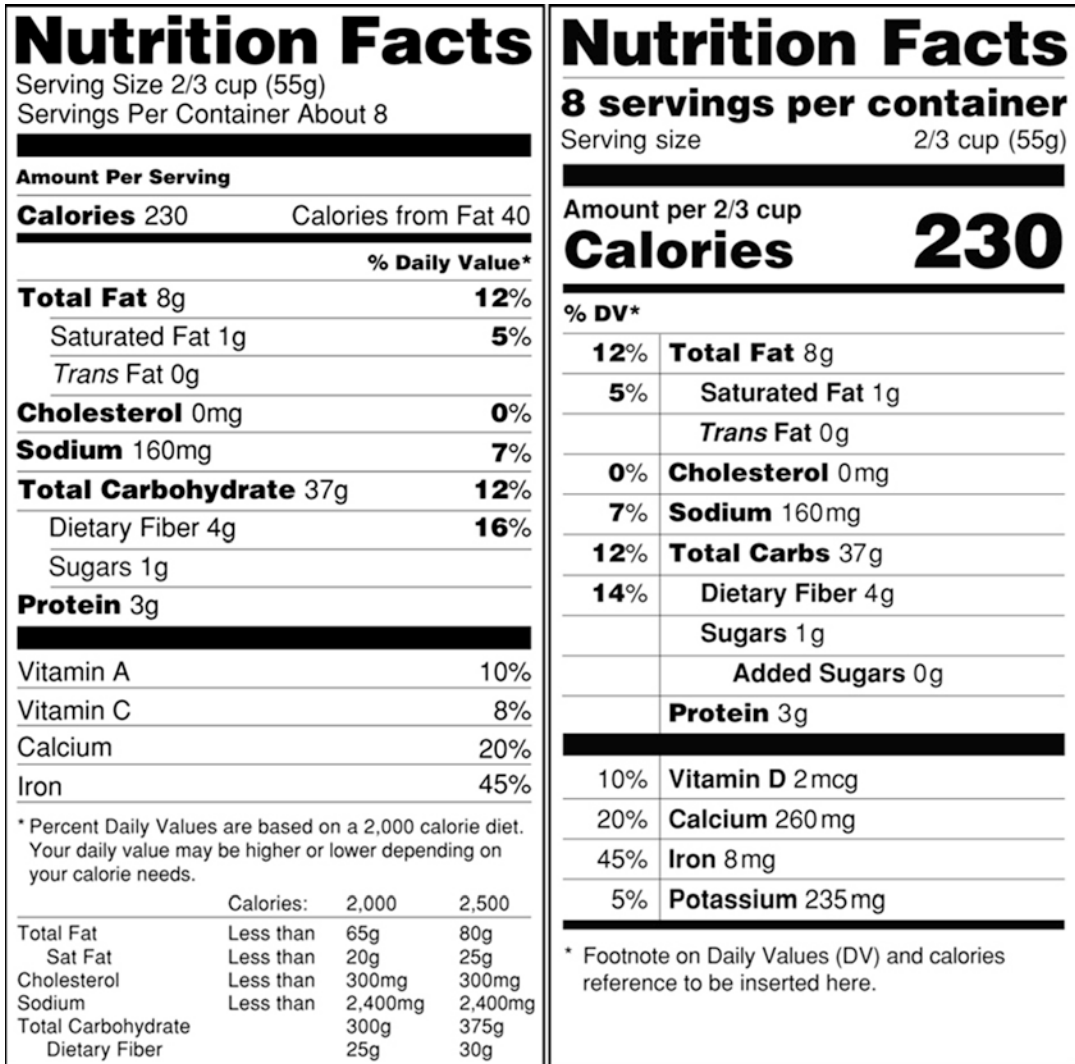 Nutrition Facts
Serving Size 2/3 cup (55g)
Servings Per Container About 8
Amount Per Serving
Calories 230 Calories from Fat 40
% Daily Value*
Total Fat 8g 12%
Saturated Fat 1g 5%
Trans Fat 0g
Cholesterol 0mg 0%
Sodium 160mg 7%
Total Carbohydrate 37g 12%
Dietary Fiber 4g 16%
Sugars 1g
Protein 3g
Vitamin A 10%
Vitamin C 8%
Calcium 20%
Iron 45%
* Percent Daily Values are based on a 2,000 calorie diet.
Your daily value may be higher or lower depending on
your calorie needs.
Calories: 2,000 2,500
Total Fat Less than 65g 80g
Sat Fat Less than 20g 25g
Cholesterol Less than 300mg 300mg
Sodium Less than 2,400mg 2,400mg
Total Carbohydrate 300g 375g
Dietary Fiber 25g 30g
Nutrition Facts
8 servings per container
Serving size 2/3 cup (55g)
Amount per 2/3 cup
Calories 230
% DV*
12% Total Fat 8g
5% Saturated Fat 1g
Trans Fat 0g
0% Cholesterol 0mg
7% Sodium 160mg
12% Total Carbs 37g
14% Dietary Fiber 4g
Sugars 1g
Added Sugars 0g
Protein 3g
10% Vitamin D 2mcg
20% Calcium 260mg
45% Iron 8mg
5% Potassium 235mg
* Footnote on Daily Values (DV) and calories
reference to be inserted here.